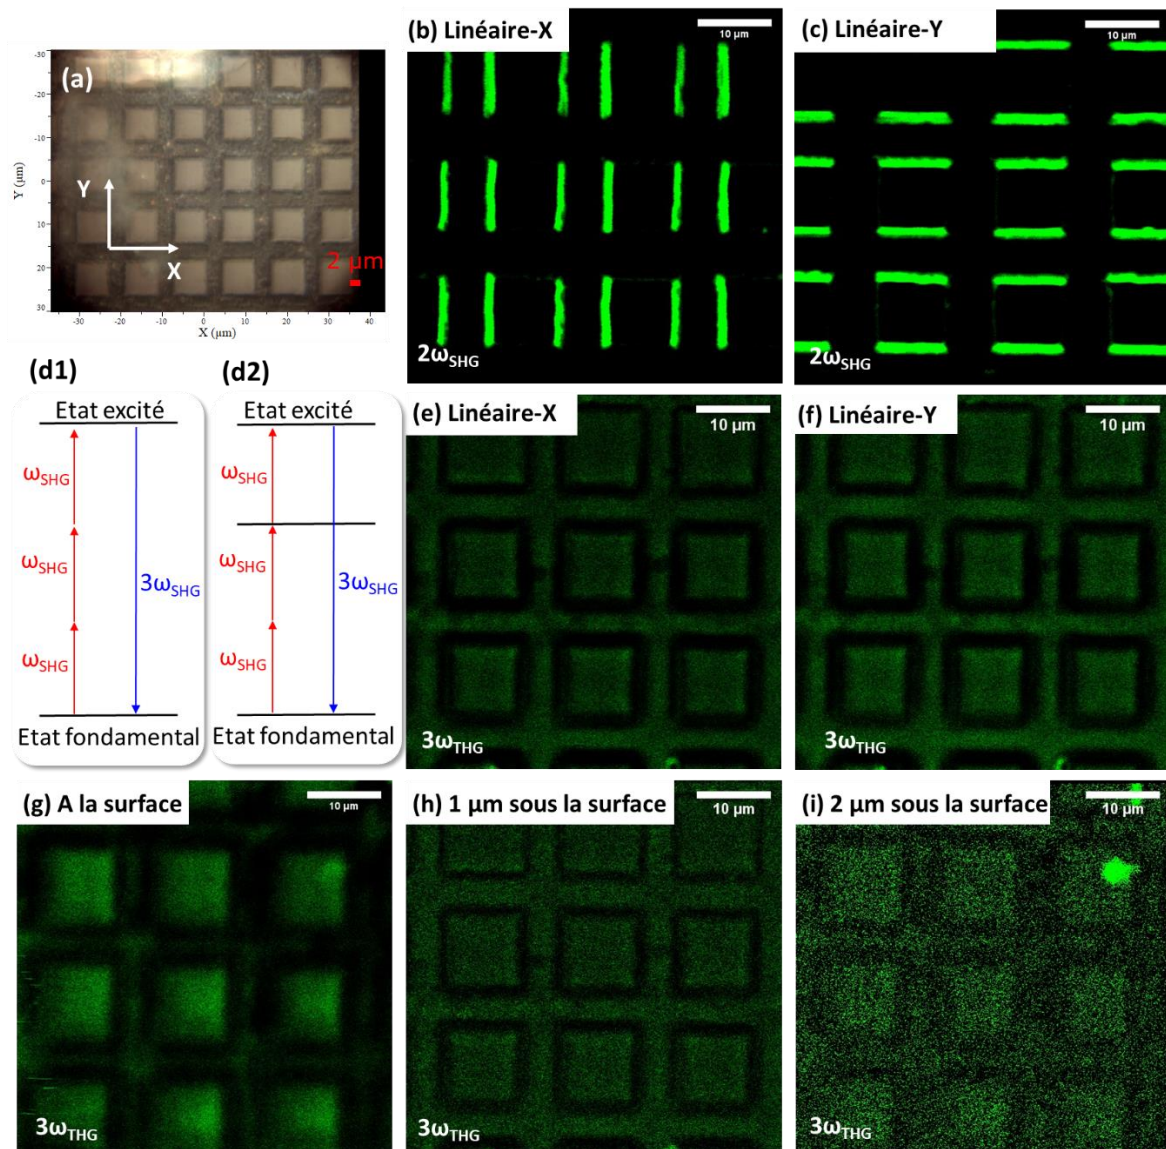 (a)
-30
-20
-10
0
10
20
30
Y (µm)
Y
X
2 µm
-30
-20
-10
0
10
20
30
40
X (µm)
(b) Linéaire-X
10 µm
2ωSHG
(c) Linéaire-Y
10 µm
2ωSHG
(d1)
Etat excité
ωSHG
ωSHG
ωSHG
3ωSHG
Etat fondamental
(d2)
Etat excité
ωSHG
ωSHG
ωSHG
3ωSHG
Etat fondamental
(e) Linéaire-X
10 µm
3ωTHG
(f) Linéaire-Y
10 µm
3ωTHG
(g) A la surface
10 µm
3ωTHG
(h) 1 µm sous la surface
10 µm
3ωTHG
(i) 2 µm sous la surface
10 µm
3ωTHG